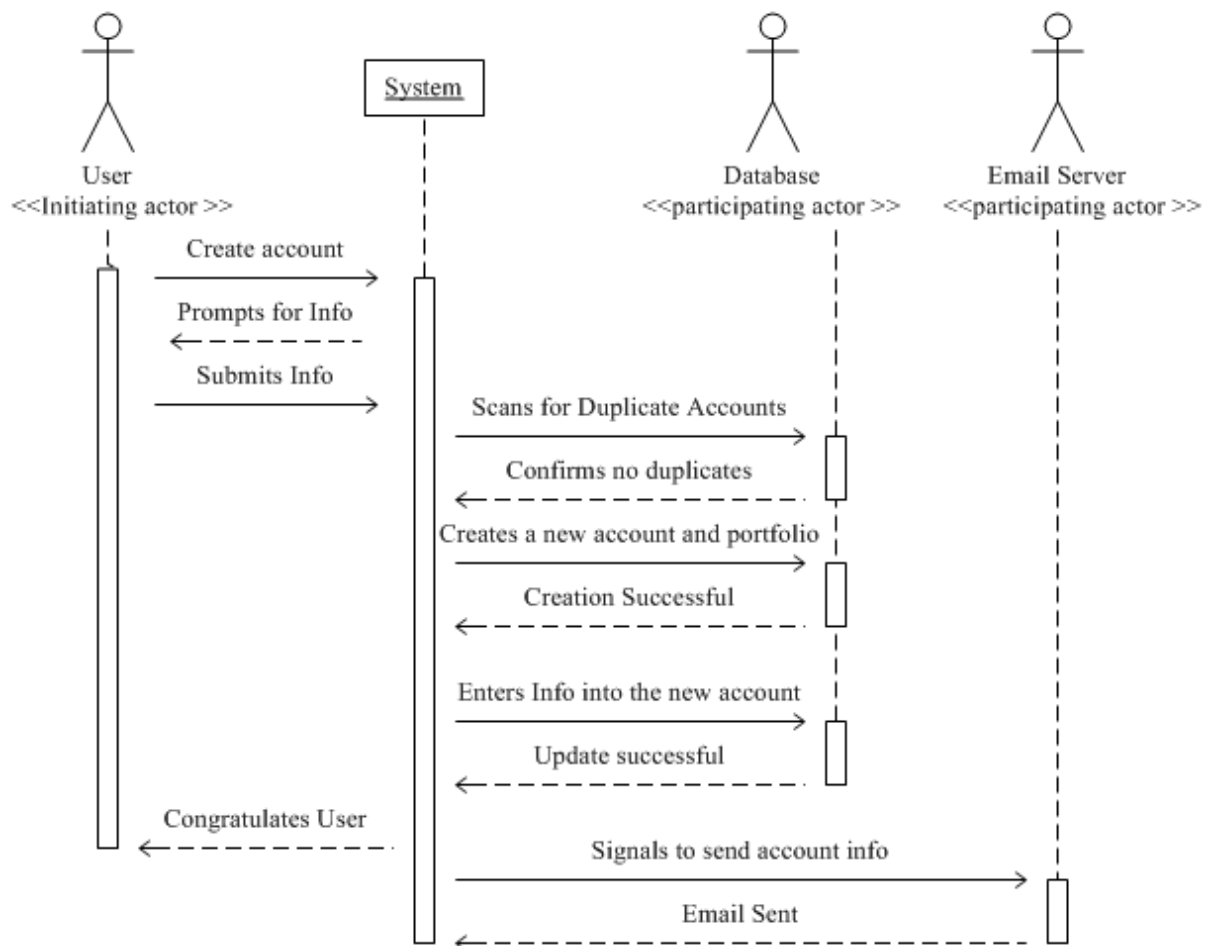 System
User
<<Initiating actor >>
Database
<<participating actor >>
Email Server
<<participating actor >>
Create account
Prompts for Info
Submits Info
Scans for Duplicate Accounts
Confirms no duplicates
Creates a new account and portfolio
Creation Successful
Enters Info into the new account
Update successful
Congratulates User
Signals to send account info
Email Sent